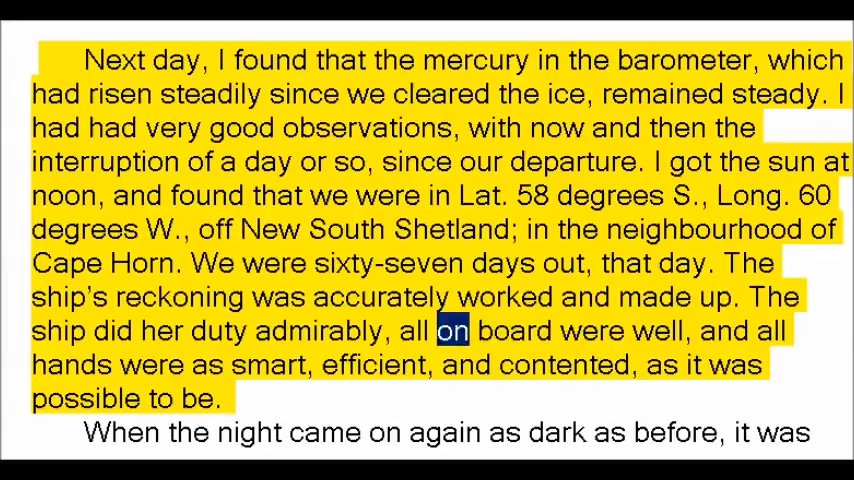 Next day, I found that the mercury in the barometer, which
had risen steadily since we cleared the ice, remained steady. I
had had very good observations, with now and then the
interruption of a day or so, since our departure. I got the sun at
noon, and found that we were in Lat. 58 degrees S., Long. 60
degrees W., off New South Shetland; in the neighbourhood of
Cape Horn. We were sixty-seven days out, that day. The
ship's reckoning was accurately worked and made up. The
ship did her duty admirably, all on board were well, and all
hands were as smart, efficient, and contented, as it was
possible to be.
When the night came on again as dark as before, it was